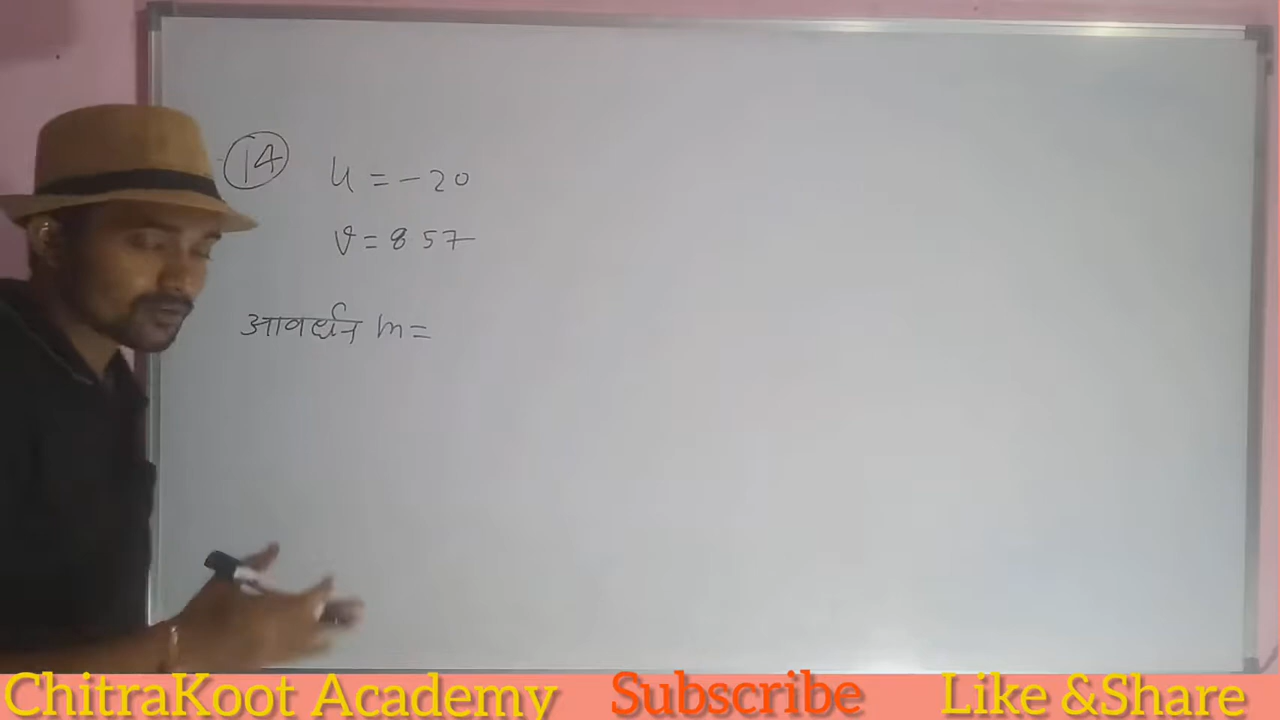 14 u = - 20
v = 8 57
आवर्धन m =
ChitraKoot Academy Subscribe Like &Share